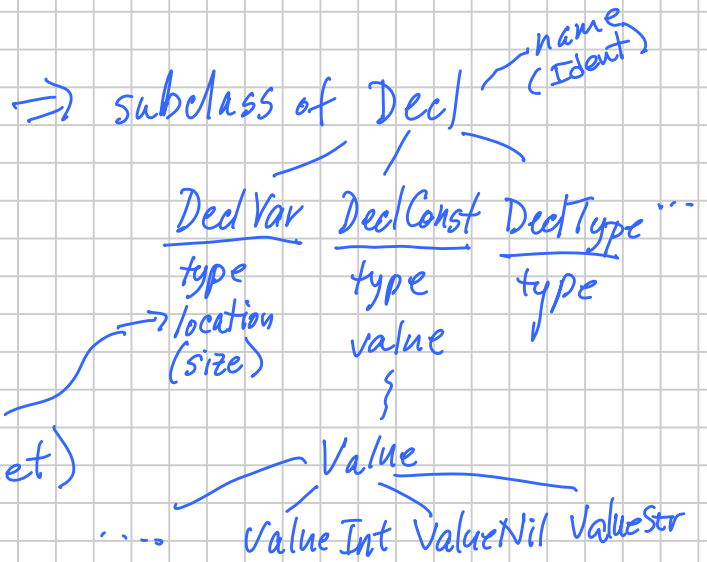 name
(Ident)
⇒ subclass of Decl
DeclVar DeclConst DeclType ...
type type type
location value
(size)
et) Value
..... ValueInt ValueNil ValueStr